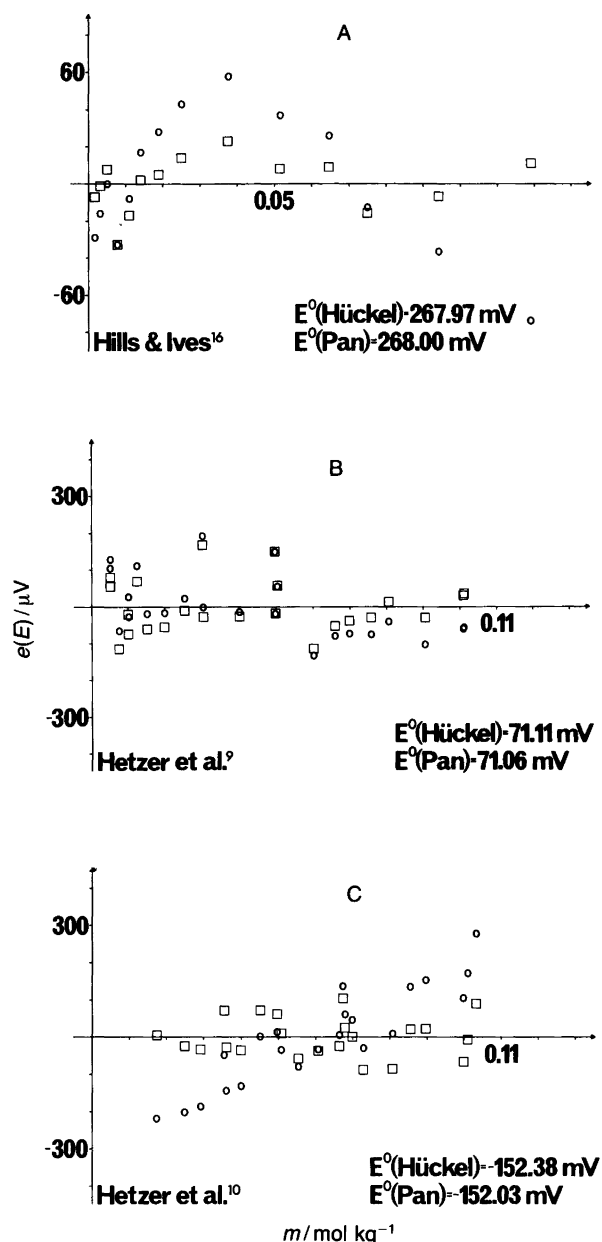 A
60
0.05
-60
E⁰(Hückel)=267.97 mV
E⁰(Pan)=268.00 mV
Hills & Ives¹⁶
B
300
e(E)/μV
0.11
-300
E⁰(Hückel)=71.11 mV
E⁰(Pan)=71.06 mV
Hetzer et al.⁹
C
300
0.11
-300
E⁰(Hückel)=-152.38 mV
E⁰(Pan)=-152.03 mV
Hetzer et al.¹⁰
m/mol kg⁻¹